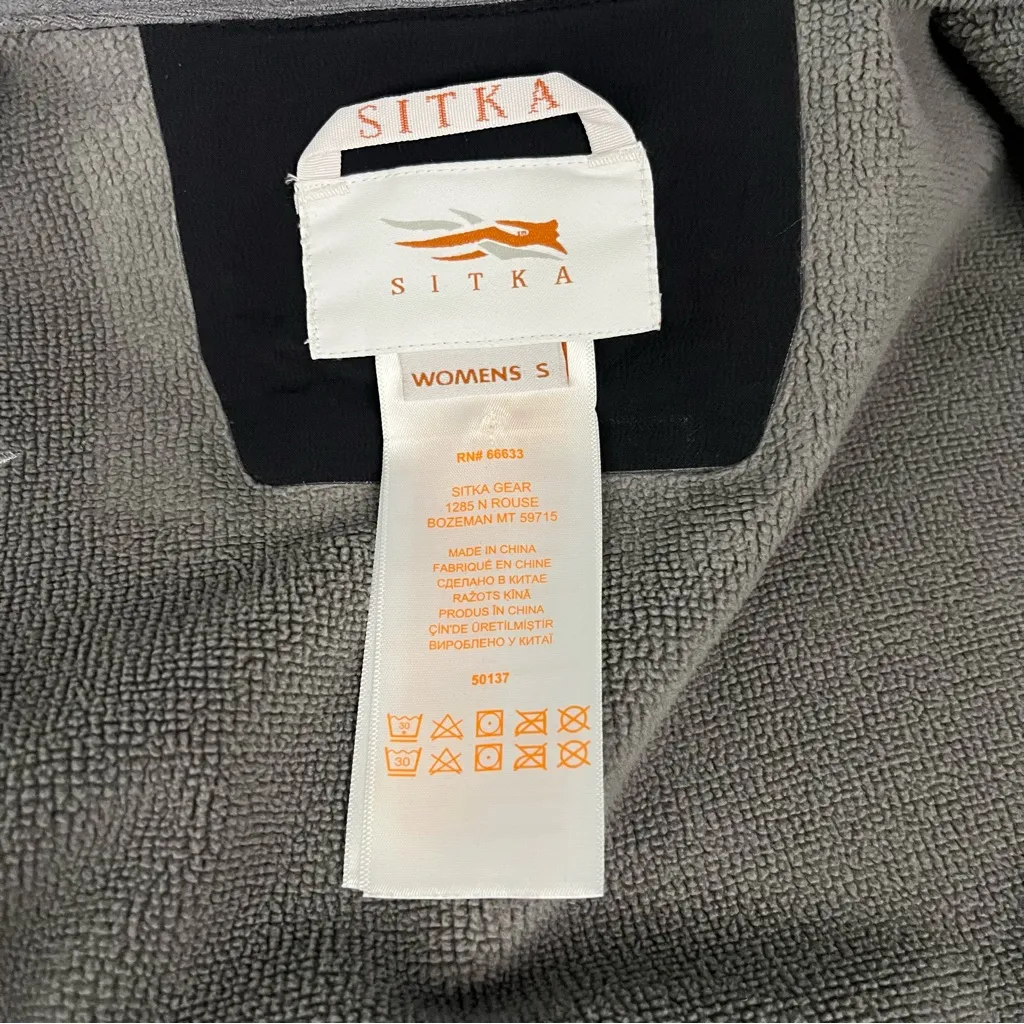 SITKA
SITKA
WOMENS S
RN# 66633
SITKA GEAR
1285 N ROUSE
BOZEMAN MT 59715
MADE IN CHINA
FABRIQUÉ EN CHINE
СДЕЛАНО В КИТАЕ
RAŽOTS ĶĪNĀ
PRODUS ÎN CHINA
ÇİN'DE ÜRETİLMİŞTİR
ВИРОБЛЕНО У КИТАЇ
50137
30
30